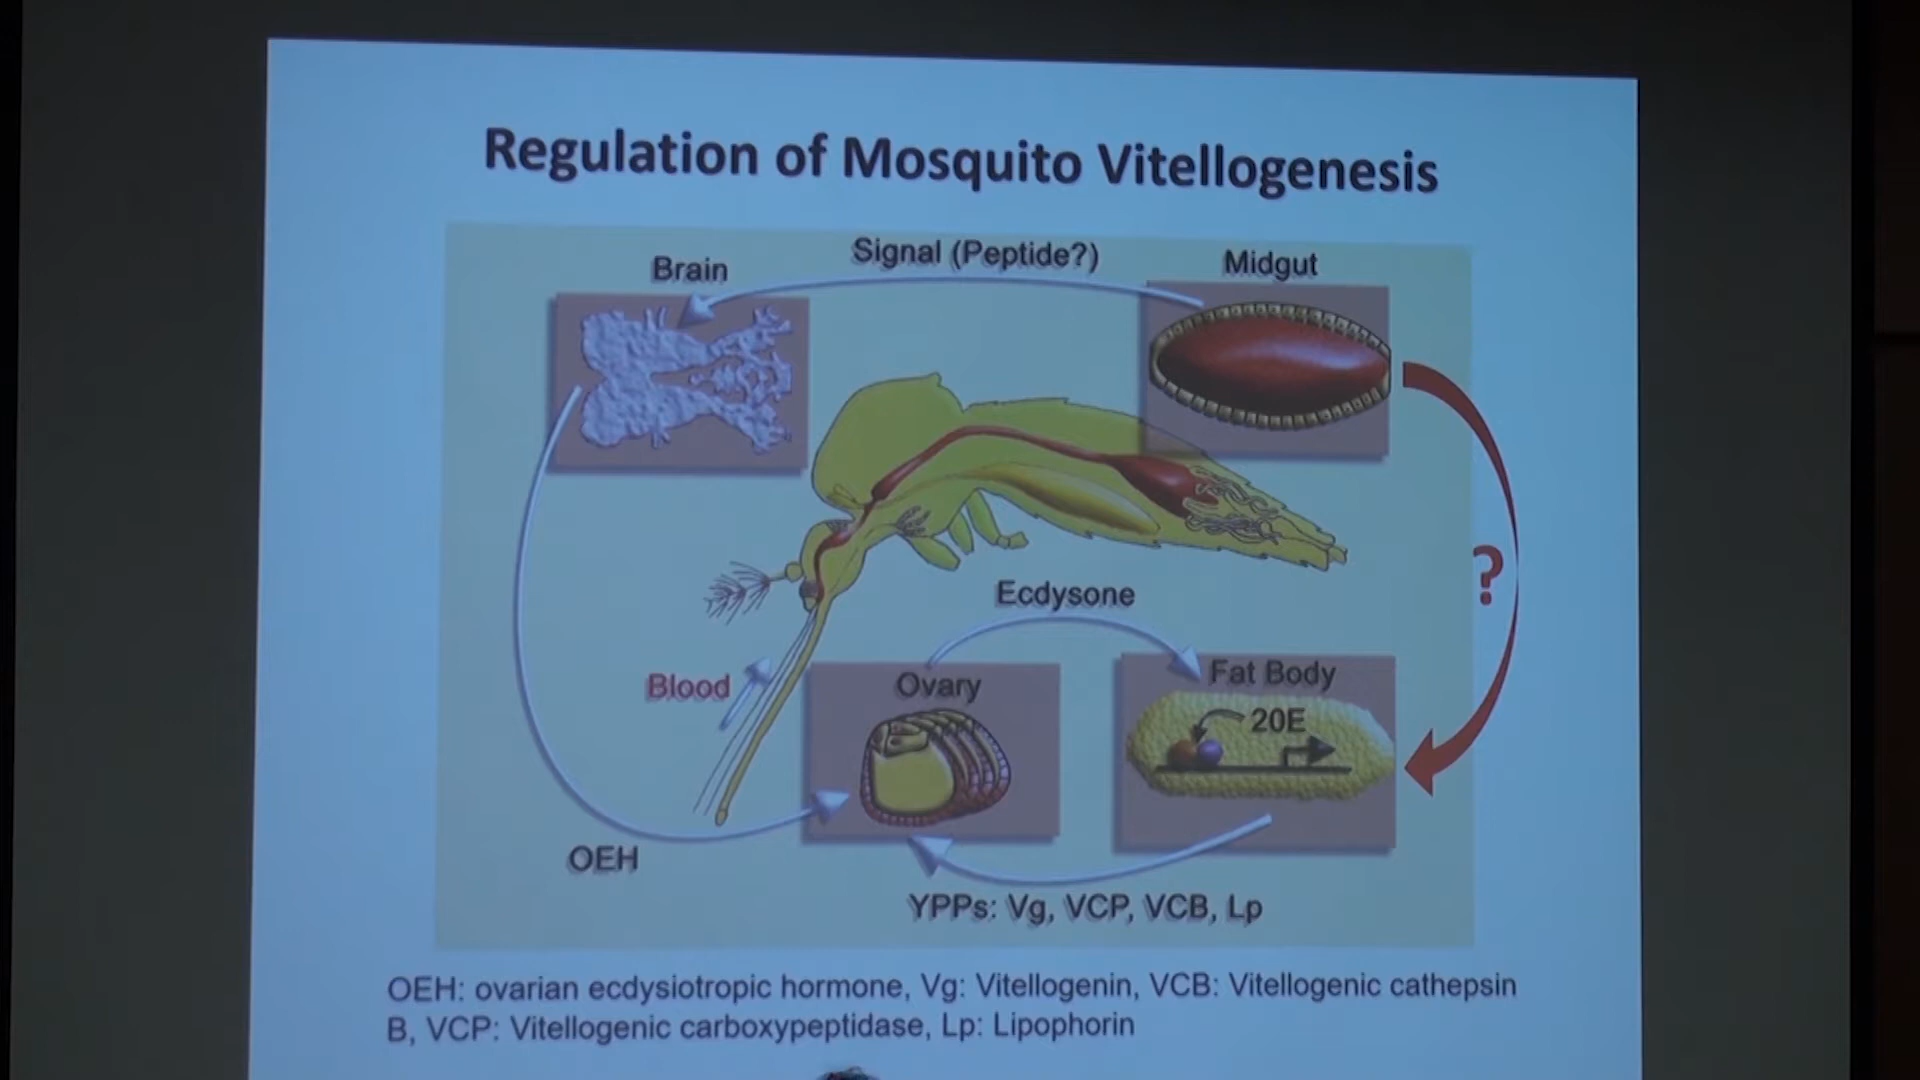 Regulation of Mosquito Vitellogenesis
Signal (Peptide?)
Brain
Midgut
?
Ecdysone
Blood
Ovary
Fat Body
20E
OEH
YPPs: Vg, VCP, VCB, Lp
OEH: ovarian ecdysiotropic hormone, Vg: Vitellogenin, VCB: Vitellogenic cathepsin
B, VCP: Vitellogenic carboxypeptidase, Lp: Lipophorin